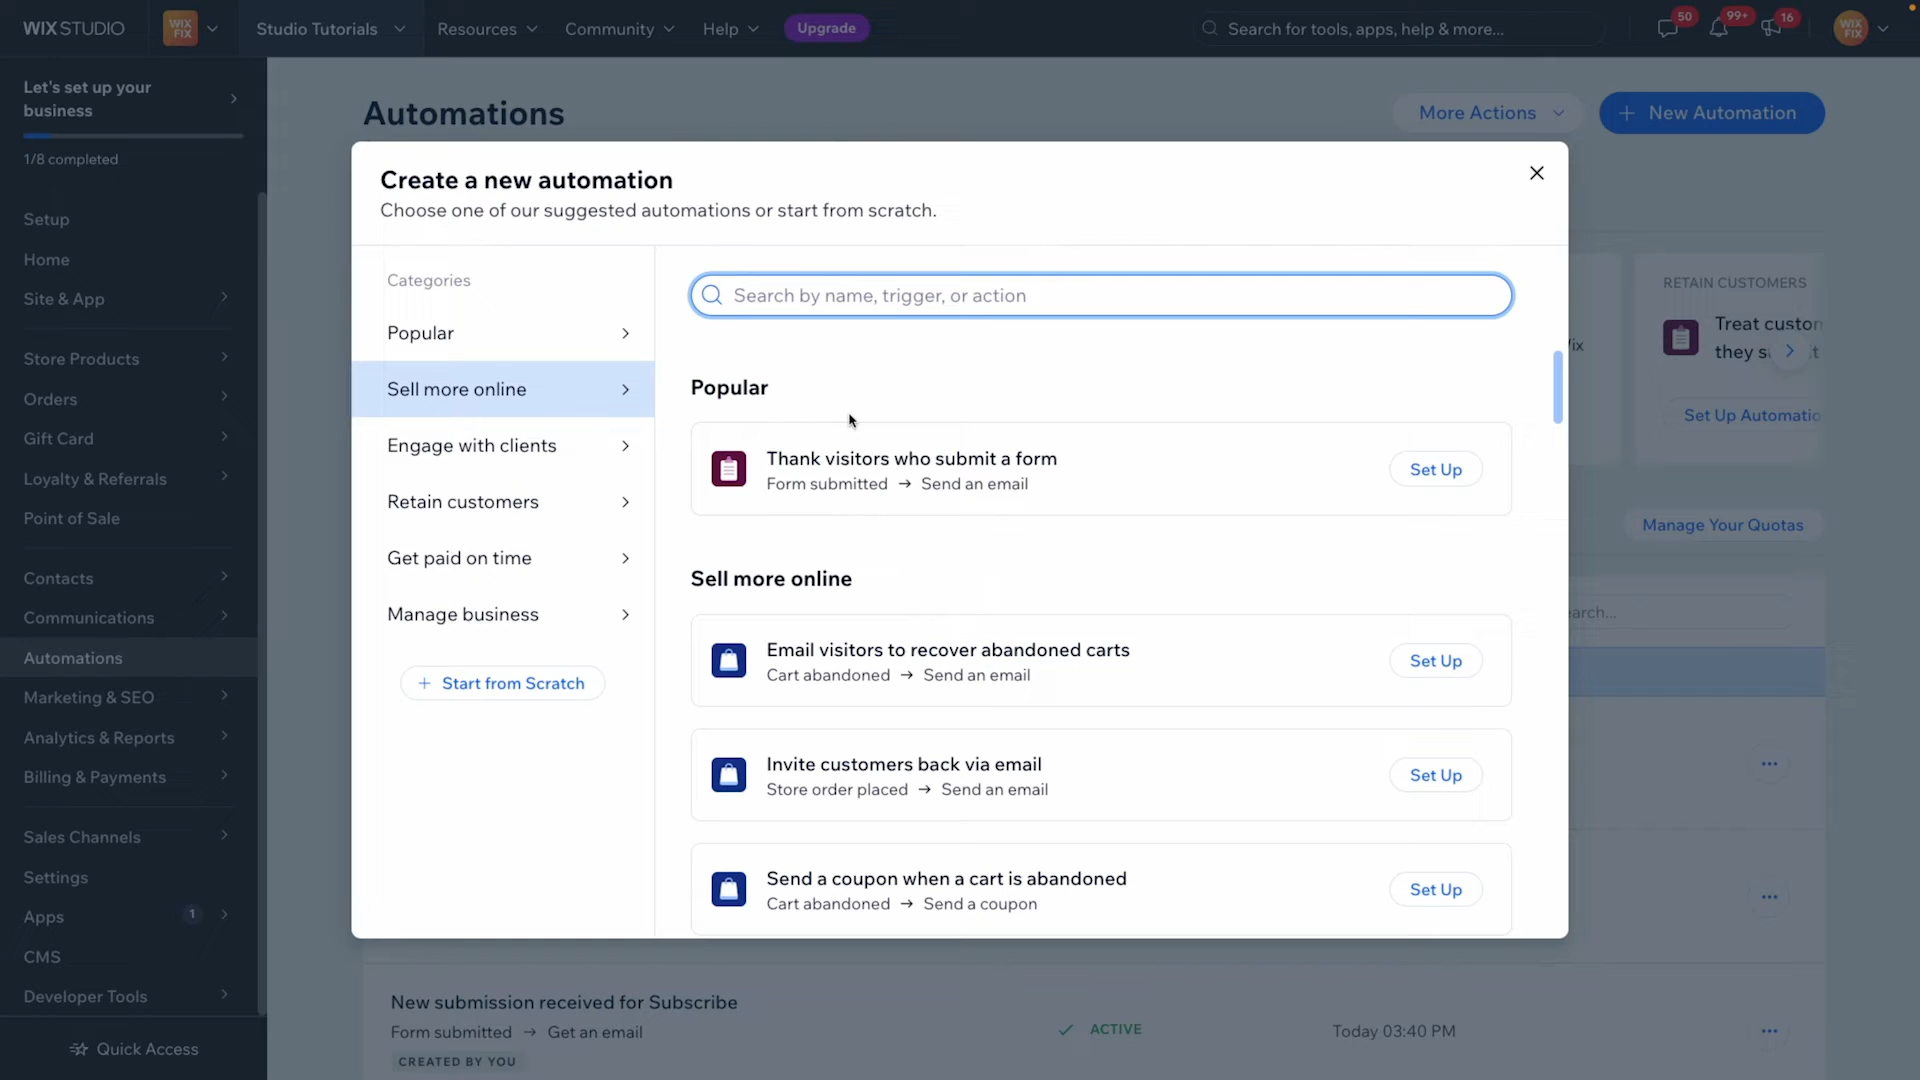 WIX STUDIO
WIX FIX
Studio Tutorials
Resources
Community
Help
Upgrade
Search for tools, apps, help & more...
50
99+
16
WIX FIX
Let's set up your business
1/8 completed
Setup
Home
Site & App
Store Products
Orders
Gift Card
Loyalty & Referrals
Point of Sale
Contacts
Communications
Automations
Marketing & SEO
Analytics & Reports
Billing & Payments
Sales Channels
Settings
Apps 1
CMS
Developer Tools
Quick Access
Automations
More Actions
+ New Automation
Create a new automation
Choose one of our suggested automations or start from scratch.
Categories
Popular
Sell more online
Engage with clients
Retain customers
Get paid on time
Manage business
+ Start from Scratch
Search by name, trigger, or action
Popular
Thank visitors who submit a form
Form submitted → Send an email
Set Up
Sell more online
Email visitors to recover abandoned carts
Cart abandoned → Send an email
Set Up
Invite customers back via email
Store order placed → Send an email
Set Up
Send a coupon when a cart is abandoned
Cart abandoned → Send a coupon
Set Up
RETAIN CUSTOMERS
Treat custom
they s
Set Up Automatio
Manage Your Quotas
New submission received for Subscribe
Form submitted → Get an email
CREATED BY YOU
ACTIVE
Today 03:40 PM